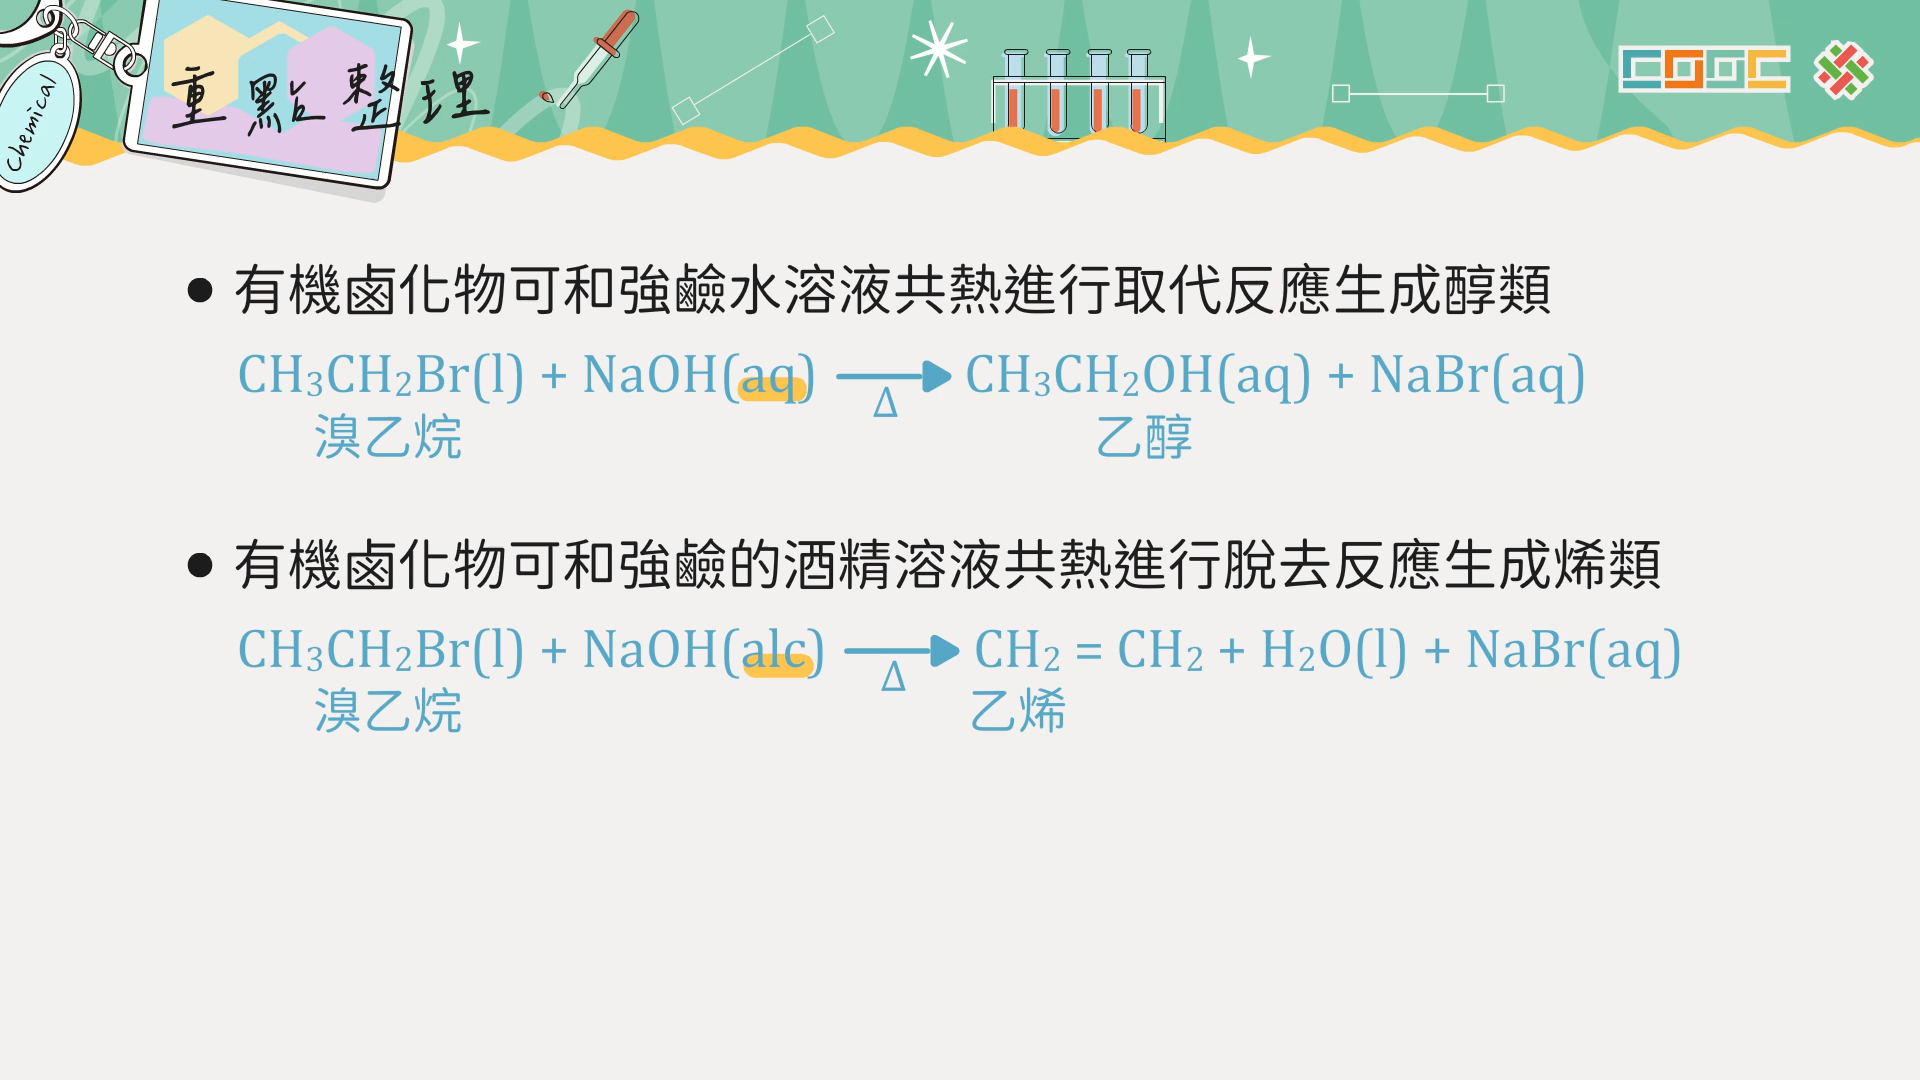 Chemical
重點整理
COOC
● 有機鹵化物可和強鹼水溶液共熱進行取代反應生成醇類
CH₃CH₂Br(l) + NaOH(aq) ⟶ CH₃CH₂OH(aq) + NaBr(aq)
Δ
溴乙烷 乙醇
● 有機鹵化物可和強鹼的酒精溶液共熱進行脫去反應生成烯類
CH₃CH₂Br(l) + NaOH(alc) ⟶ CH₂ = CH₂ + H₂O(l) + NaBr(aq)
Δ
溴乙烷 乙烯